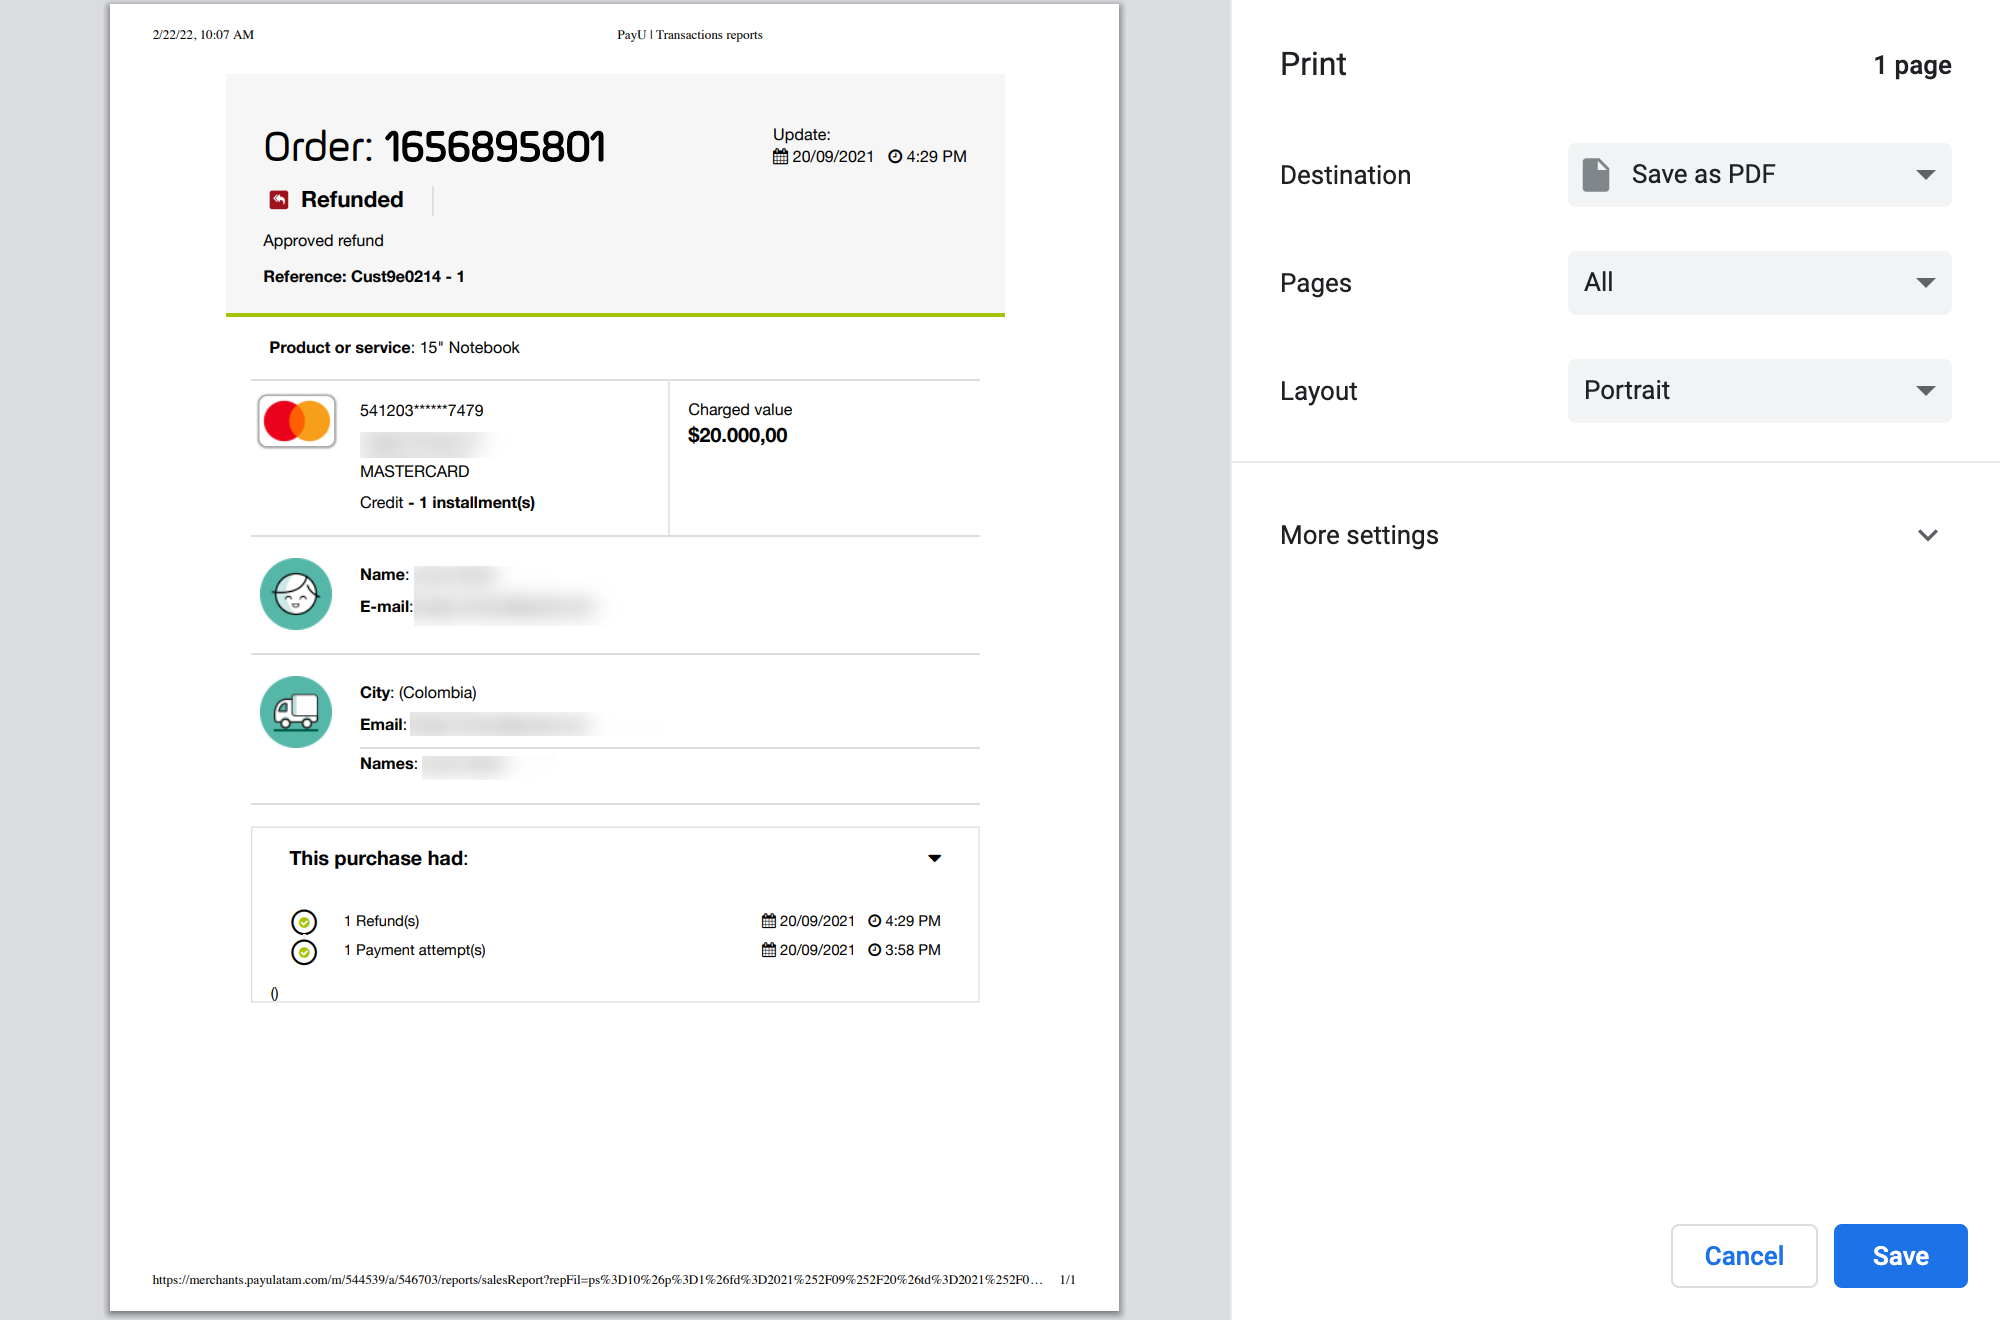 2/22/22, 10:07 AM
PayU | Transactions reports
Order: 1656895801
Update:
20/09/2021 4:29 PM
Refunded
Approved refund
Reference: Cust9e0214 - 1
Product or service: 15" Notebook
541203******7479
MASTERCARD
Credit - 1 installment(s)
Charged value
$20.000,00
Name:
E-mail:
City: (Colombia)
Email:
Names:
This purchase had:
1 Refund(s) 20/09/2021 4:29 PM
1 Payment attempt(s) 20/09/2021 3:58 PM
()
https://merchants.payulatam.com/m/544539/a/546703/reports/salesReport?repFil=ps%3D10%26p%3D1%26fd%3D2021%252F09%252F20%26td%3D2021%252F0... 1/1
Print
1 page
Destination
Save as PDF
Pages
All
Layout
Portrait
More settings
Cancel
Save